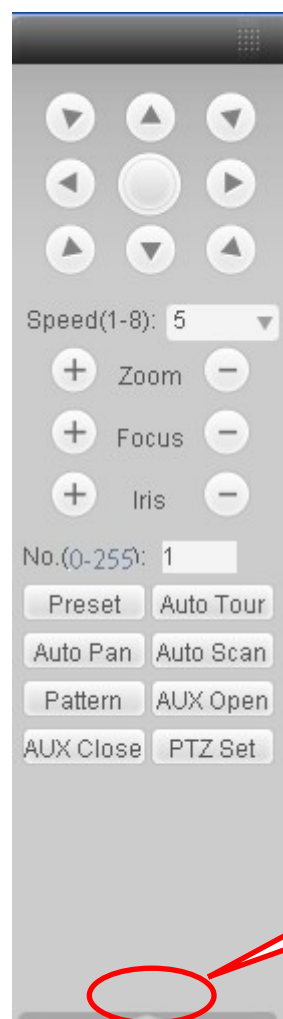 Speed(1-8): 5
+ Zoom −
+ Focus −
+ Iris −
No.(0-255): 1
Preset Auto Tour
Auto Pan Auto Scan
Pattern AUX Open
AUX Close PTZ Set